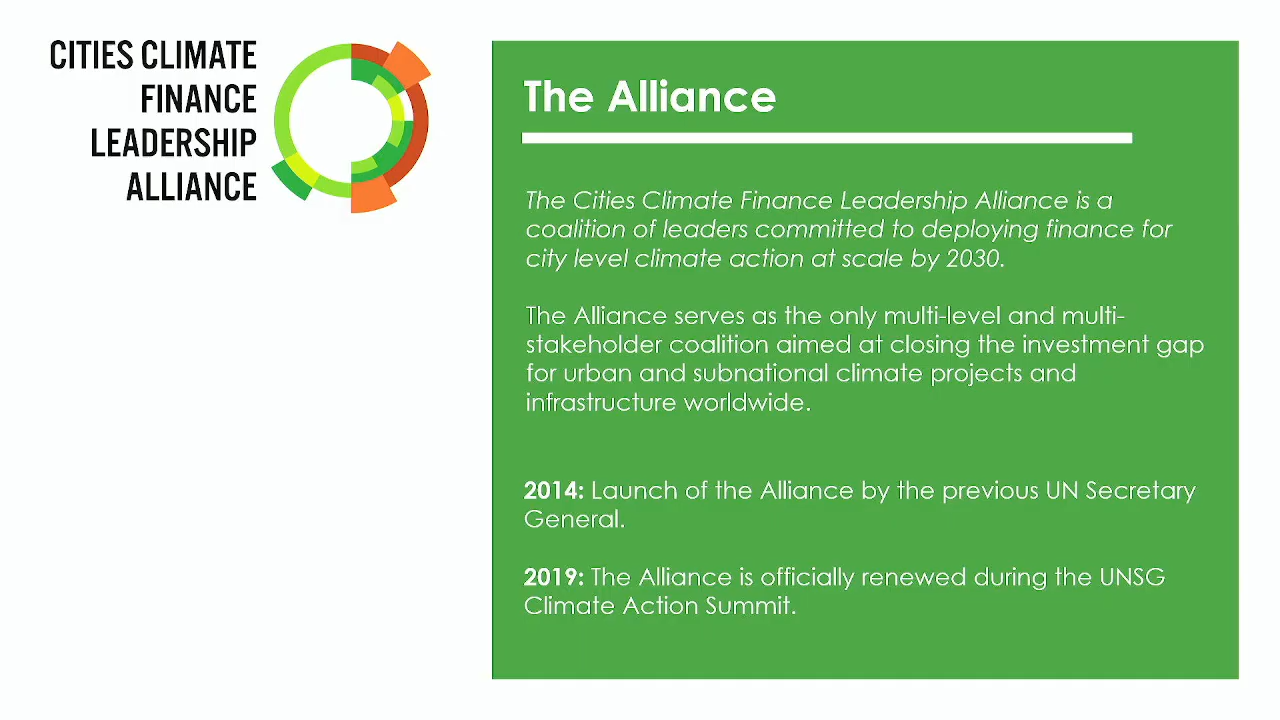 CITIES CLIMATE
FINANCE
LEADERSHIP
ALLIANCE
The Alliance
The Cities Climate Finance Leadership Alliance is a
coalition of leaders committed to deploying finance for
city level climate action at scale by 2030.
The Alliance serves as the only multi-level and multi-
stakeholder coalition aimed at closing the investment gap
for urban and subnational climate projects and
infrastructure worldwide.
2014: Launch of the Alliance by the previous UN Secretary
General.
2019: The Alliance is officially renewed during the UNSG
Climate Action Summit.